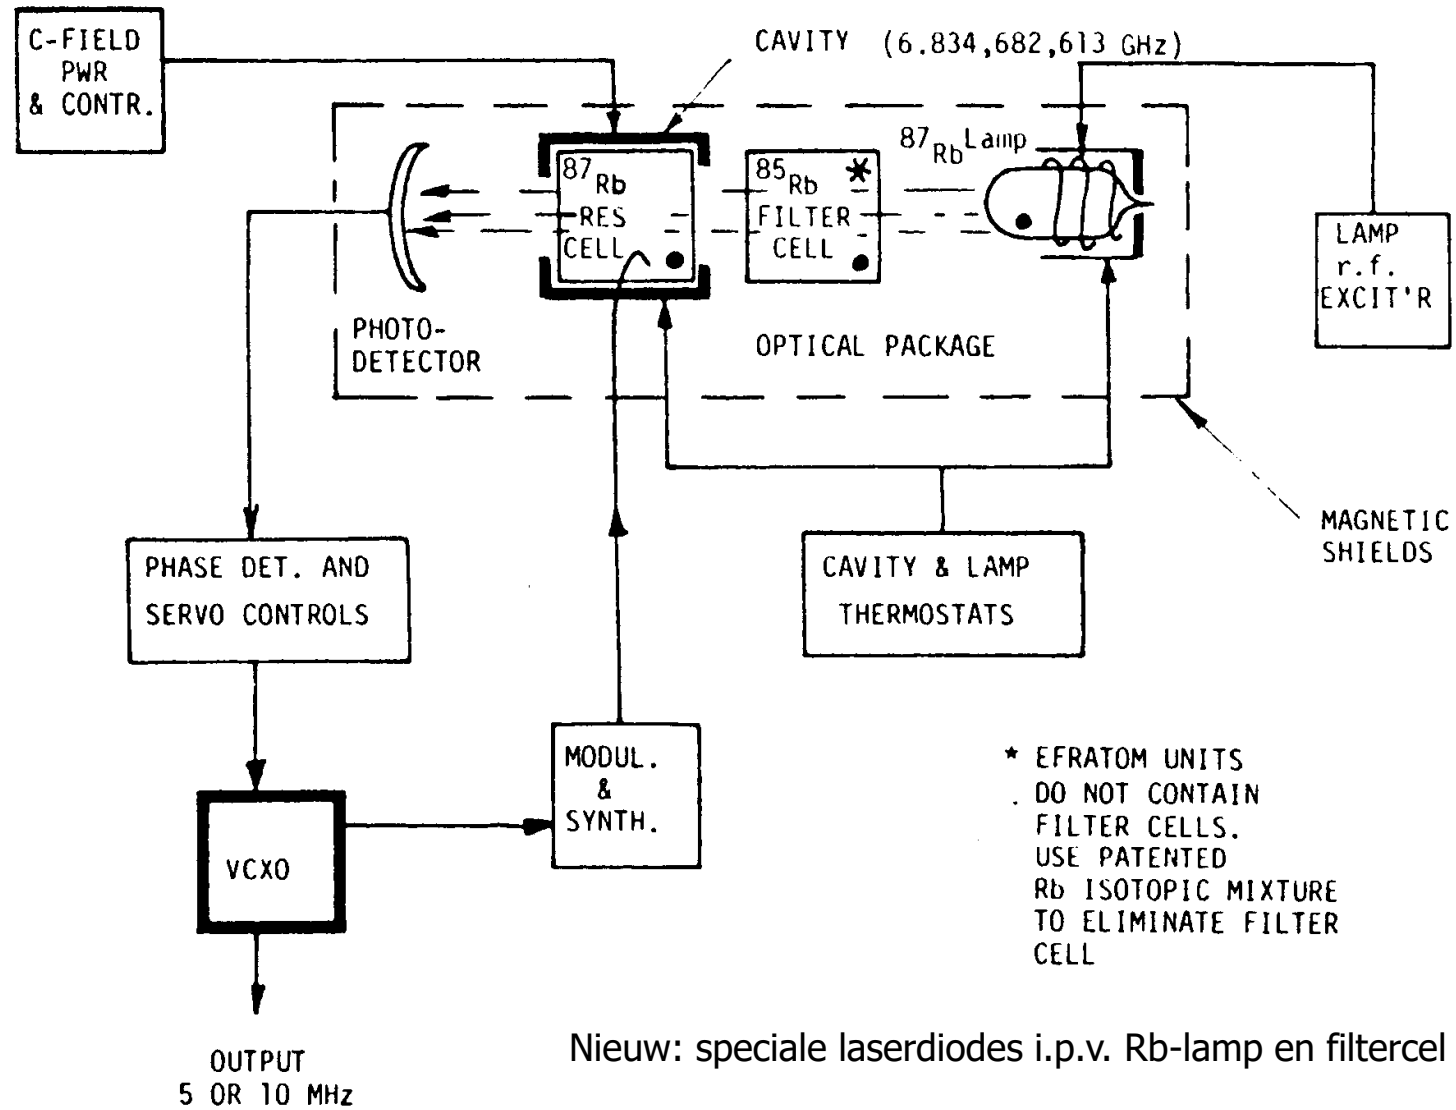 C-FIELD
PWR
& CONTR.
CAVITY (6.834,682,613 GHz)
87Rb Lamp
87Rb
RES
CELL
85Rb *
FILTER
CELL
LAMP
r.f.
EXCIT'R
PHOTO-
DETECTOR
OPTICAL PACKAGE
MAGNETIC
SHIELDS
PHASE DET. AND
SERVO CONTROLS
CAVITY & LAMP
THERMOSTATS
MODUL.
&
SYNTH.
VCXO
* EFRATOM UNITS
DO NOT CONTAIN
FILTER CELLS.
USE PATENTED
Rb ISOTOPIC MIXTURE
TO ELIMINATE FILTER
CELL
OUTPUT
5 OR 10 MHz
Nieuw: speciale laserdiodes i.p.v. Rb-lamp en filtercel